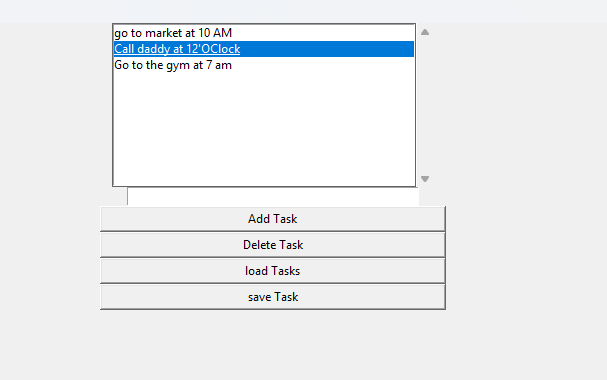 go to market at 10 AM
Call daddy at 12'OClock
Go to the gym at 7 am
Add Task
Delete Task
load Tasks
save Task